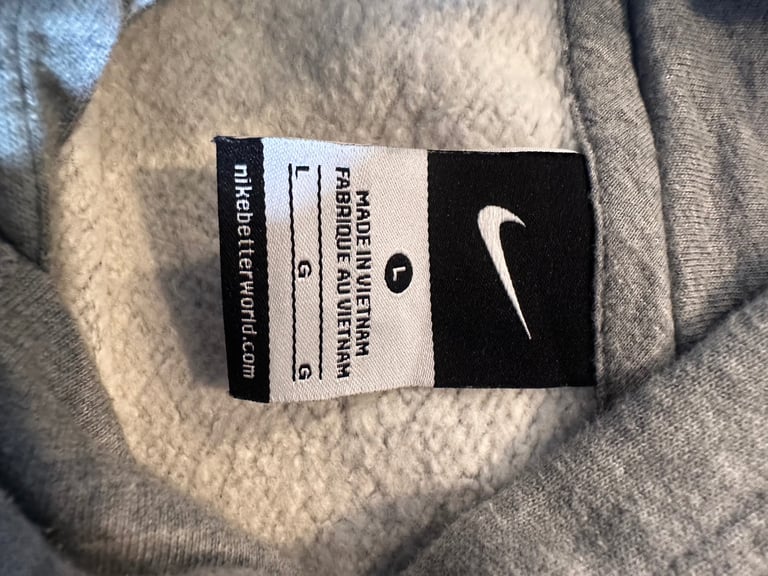 L
MADE IN VIETNAM
FABRIQUE AU VIETNAM
L G G
nikebetterworld.com